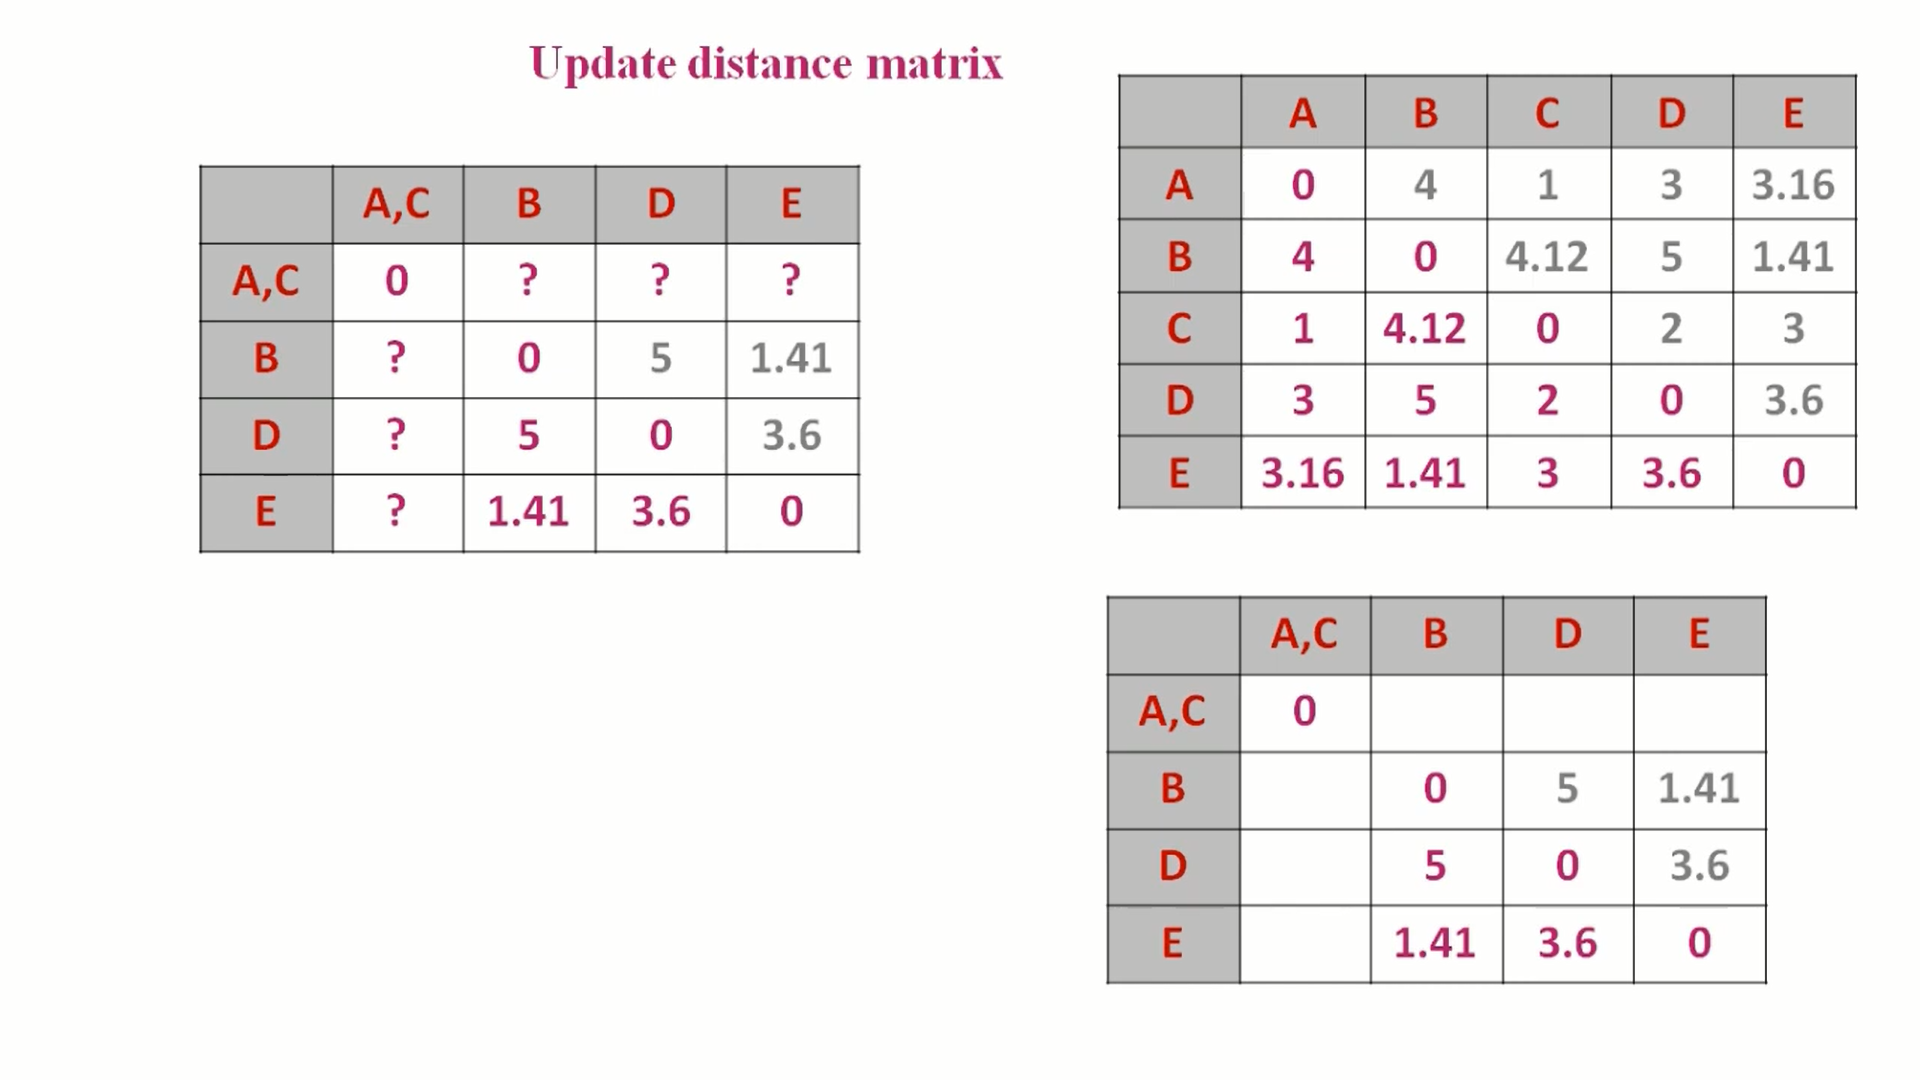 Update distance matrix
A,C B D E
A,C 0 ? ? ?
B ? 0 5 1.41
D ? 5 0 3.6
E ? 1.41 3.6 0
A B C D E
A 0 4 1 3 3.16
B 4 0 4.12 5 1.41
C 1 4.12 0 2 3
D 3 5 2 0 3.6
E 3.16 1.41 3 3.6 0
A,C B D E
A,C 0
B 0 5 1.41
D 5 0 3.6
E 1.41 3.6 0